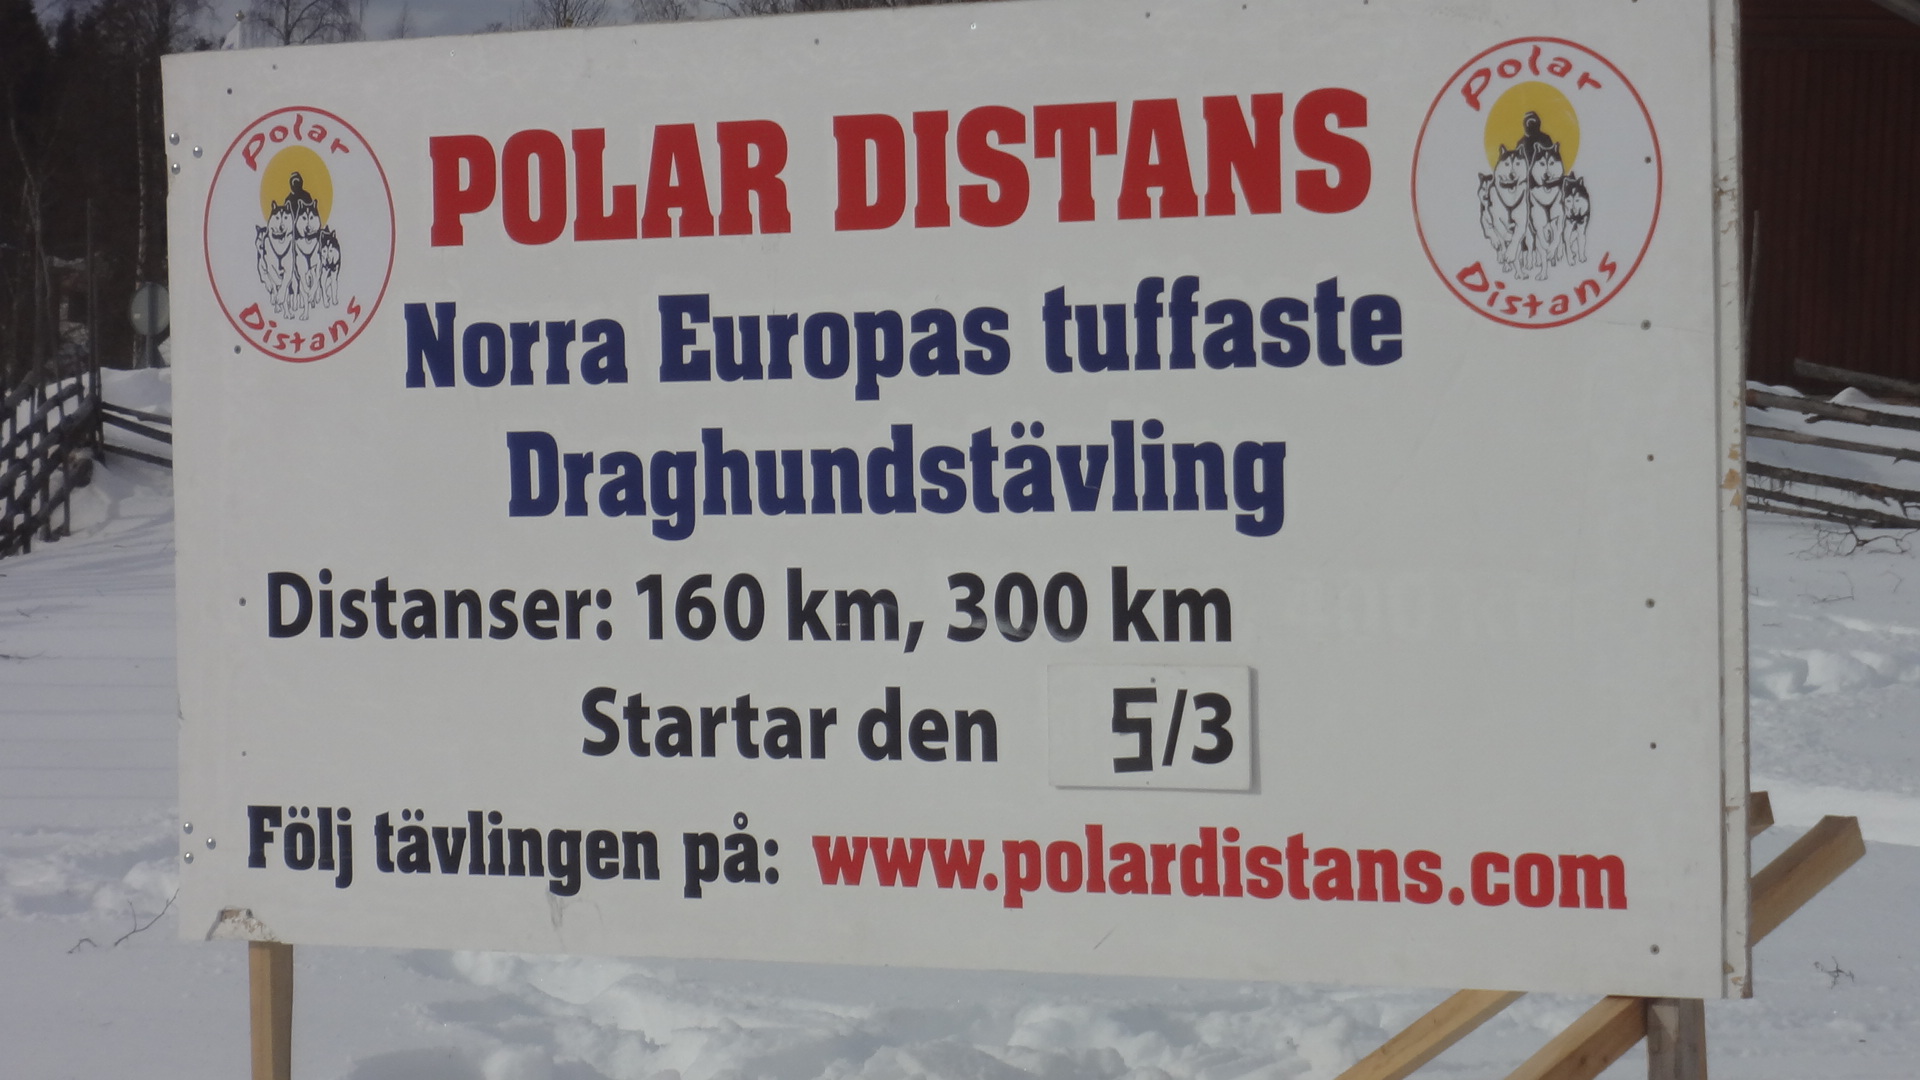 Polar
Distans
POLAR DISTANS
Polar
Distans
Norra Europas tuffaste
Draghundstävling
Distanser: 160 km, 300 km
Startar den 5/3
Följ tävlingen på: www.polardistans.com